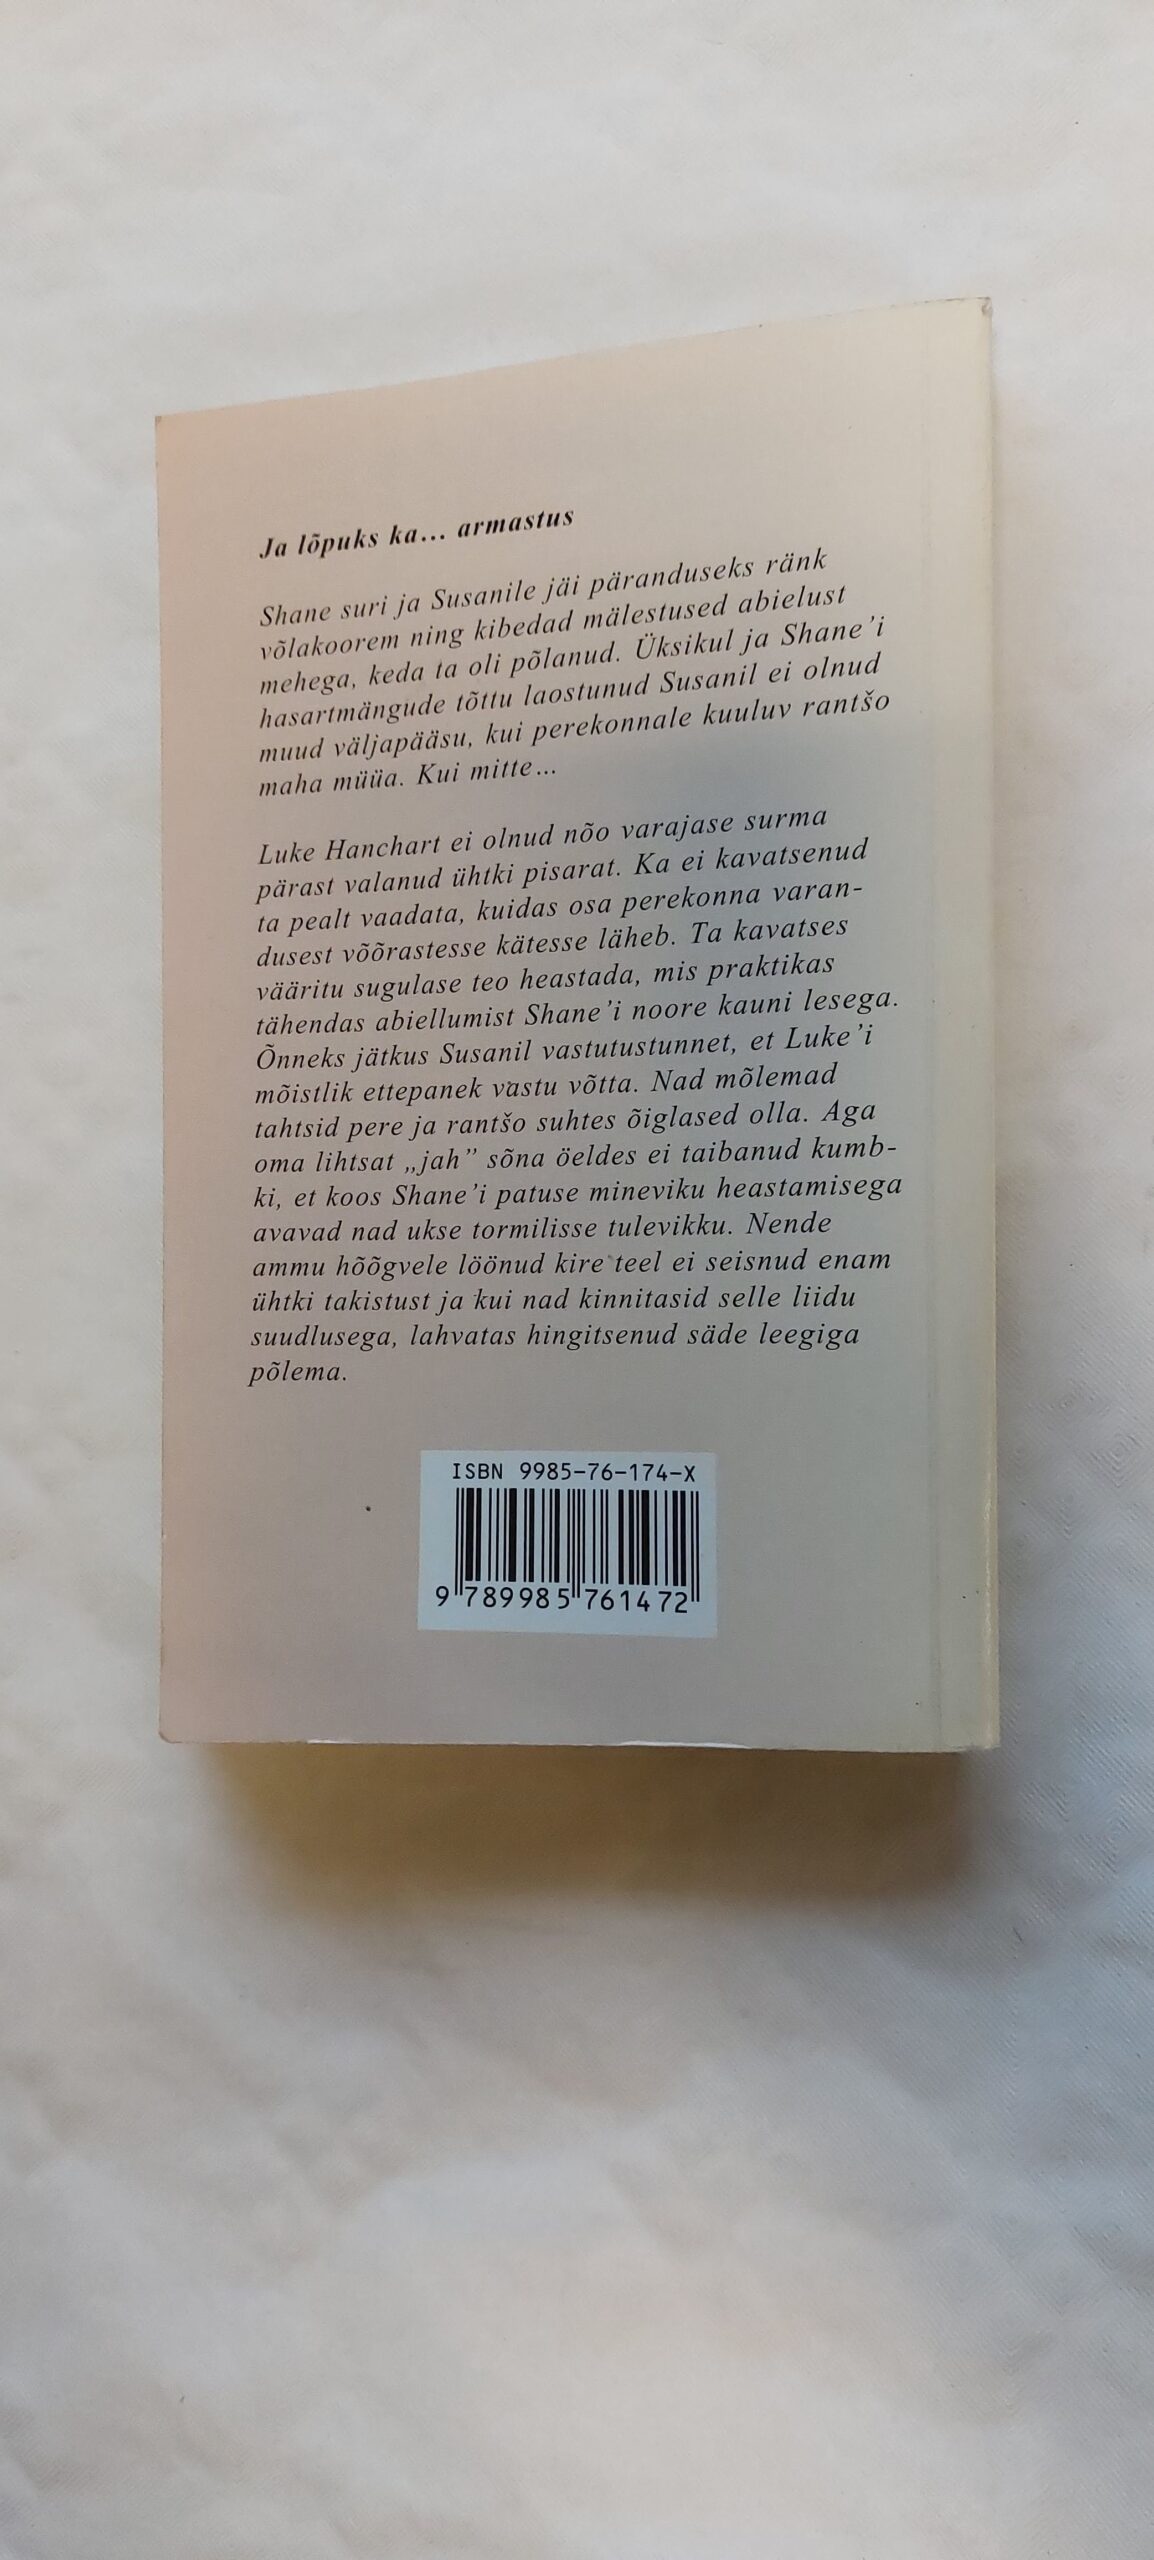 Ja lõpuks ka... armastus
Shane suri ja Susanile jäi päranduseks ränk
võlakoorem ning kibedad mälestused abielust
mehega, keda ta oli põlanud. Üksikul ja Shane’i
hasartmängude tõttu laostunud Susanil ei olnud
muud väljapääsu, kui perekonnale kuuluv rantšo
maha müüa. Kui mitte...
Luke Hanchart ei olnud nõo varajase surma
pärast valanud ühtki pisarat. Ka ei kavatsenud
ta pealt vaadata, kuidas osa perekonna varan-
dusest võõrastesse kätesse läheb. Ta kavatses
vääritu sugulase teo heastada, mis praktikas
tähendas abiellumist Shane’i noore kauni lesega.
Õnneks jätkus Susanil vastutustunnet, et Luke’i
mõistlik ettepanek vastu võtta. Nad mõlemad
tahtsid pere ja rantšo suhtes õiglased olla. Aga
oma lihtsat „jah” sõna öeldes ei taibanud kumb-
ki, et koos Shane’i patuse mineviku heastamisega
avavad nad ukse tormilisse tulevikku. Nende
ammu hõõgvele löönud kire teel ei seisnud enam
ühtki takistust ja kui nad kinnitasid selle liidu
suudlusega, lahvatas hingitsenud säde leegiga
põlema.
ISBN 9985-76-174-X
9 789985 761472